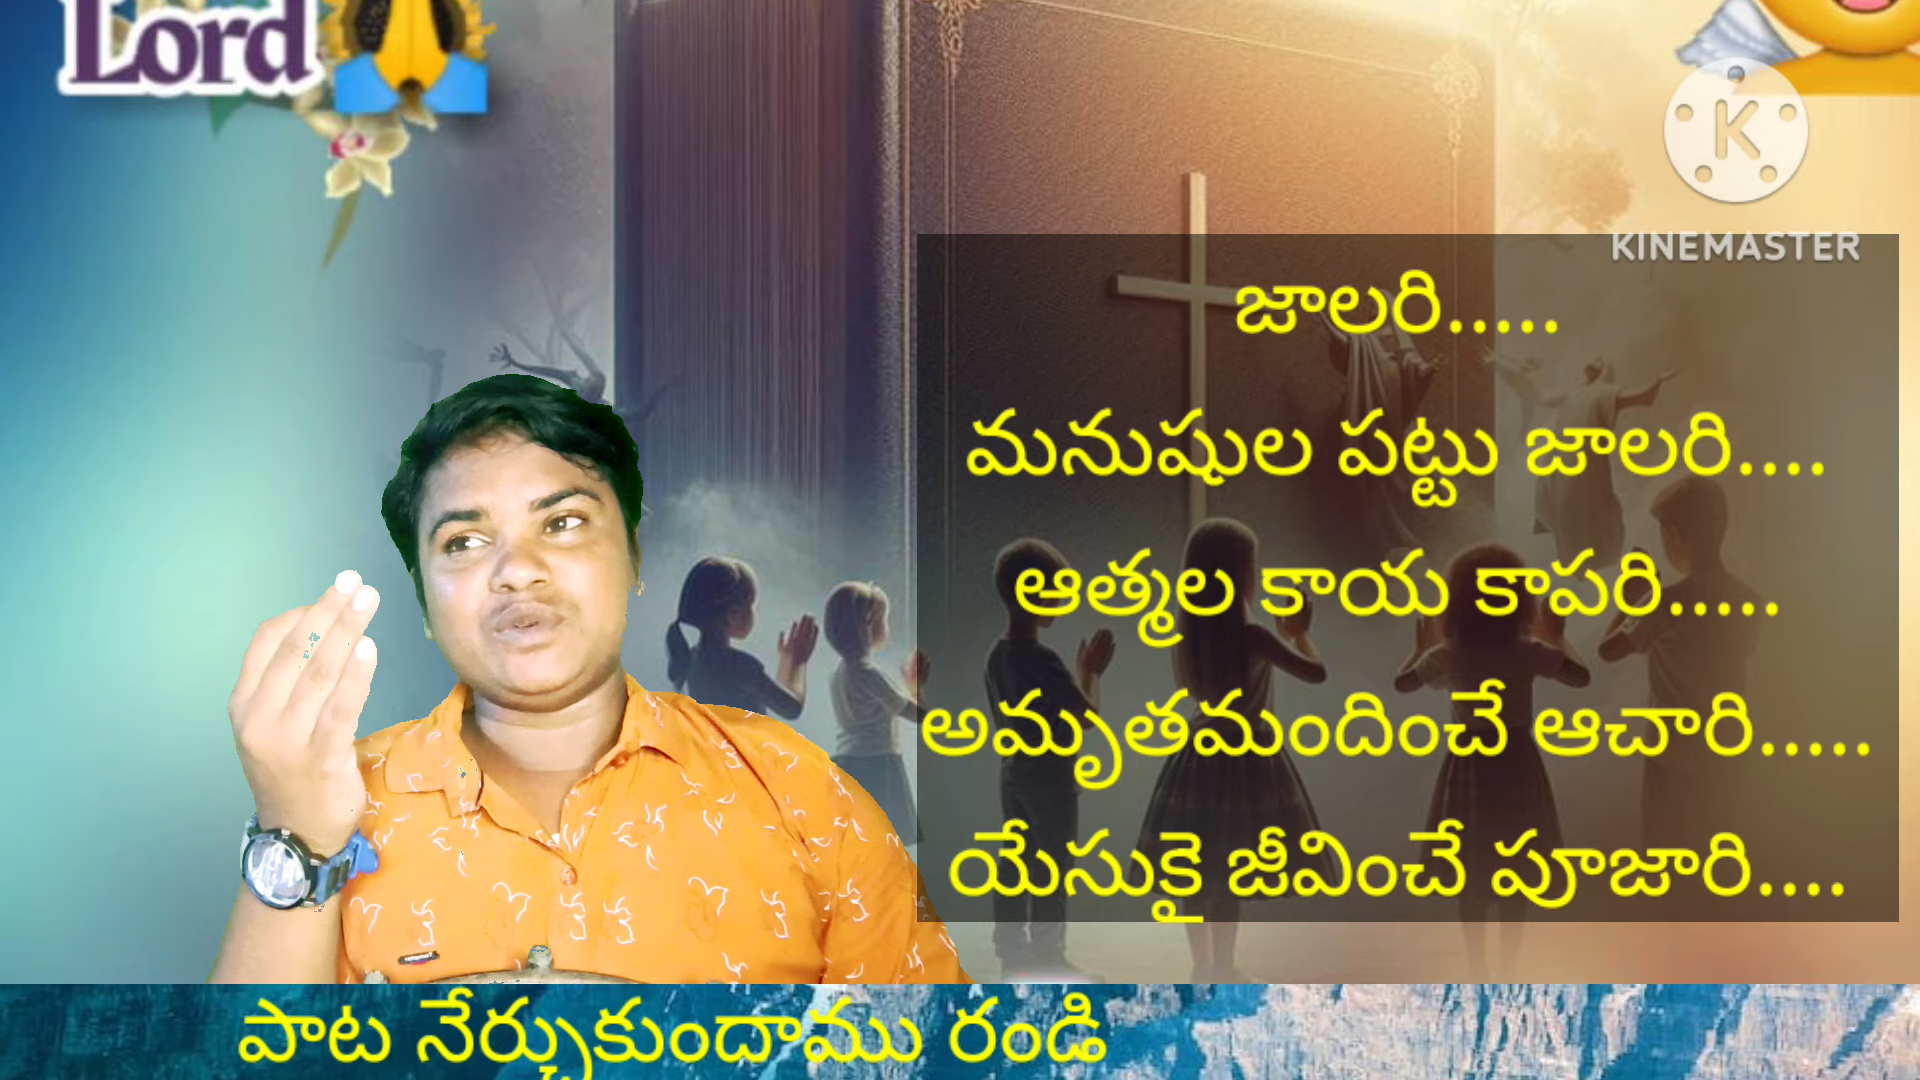 Lord
KINEMASTER
జాలరి.....
మనుషుల పట్టు జాలరి....
ఆత్మల కాయ కాపరి.....
అమృతమందించే ఆచారి.....
యేసుకై జీవించే పూజారి....
పాట నేర్చుకుందాము రండి